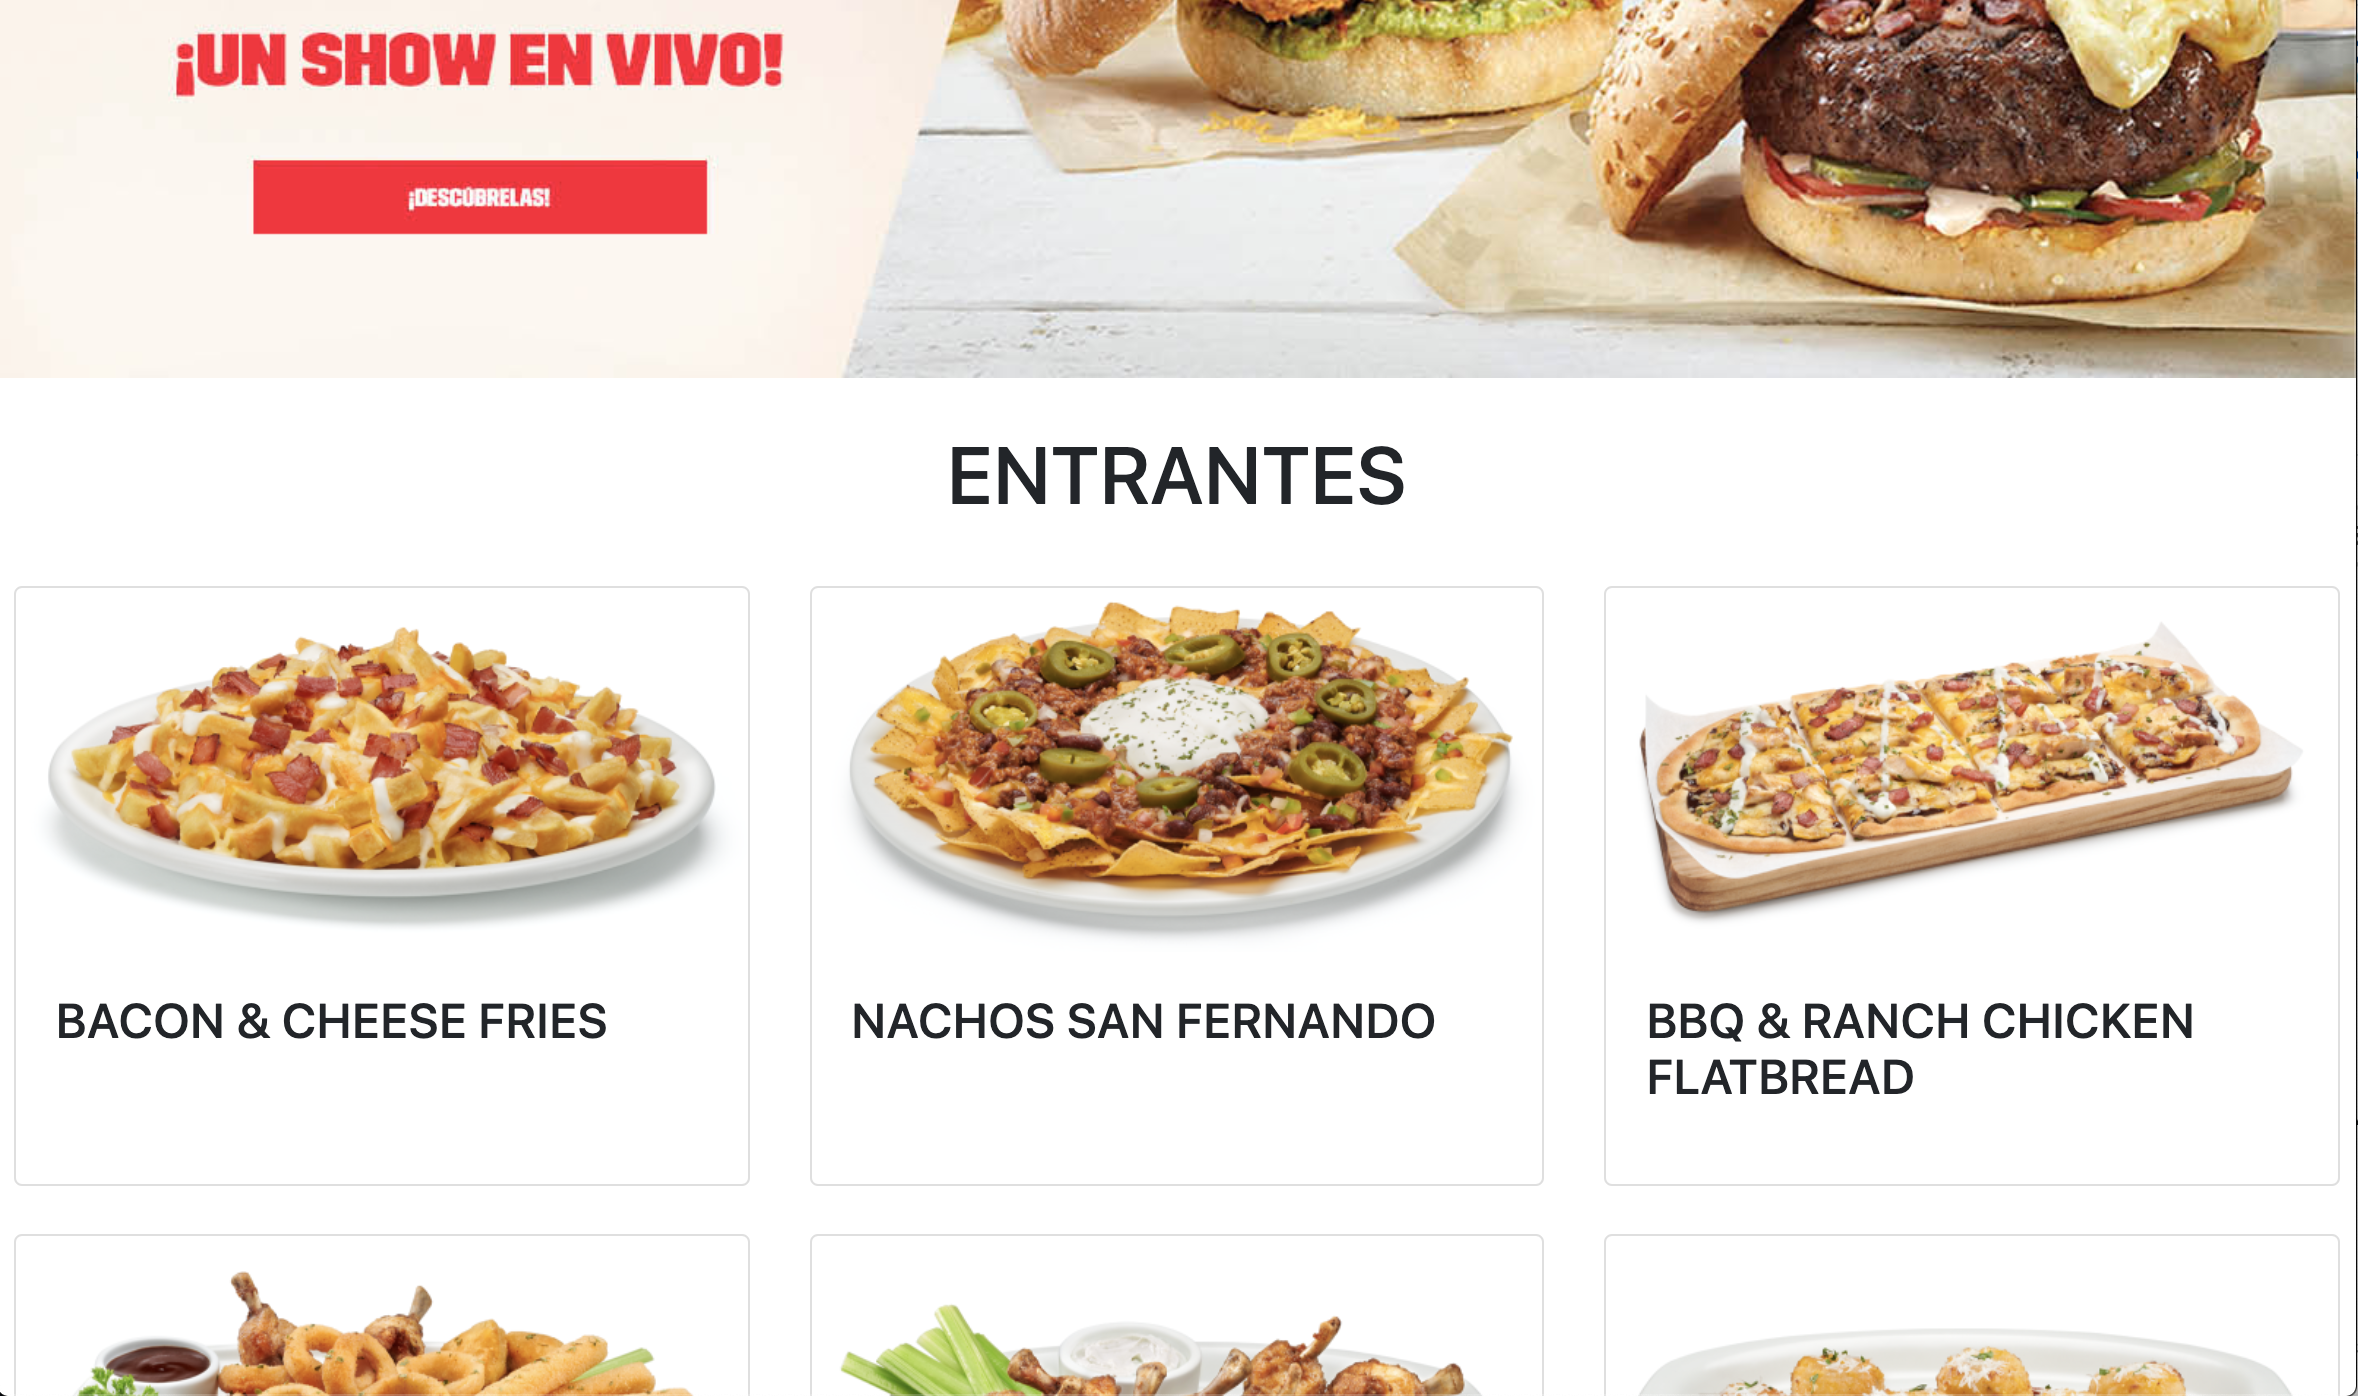 ¡UN SHOW EN VIVO!
¡DESCÚBRELAS!
ENTRANTES
BACON & CHEESE FRIES
NACHOS SAN FERNANDO
BBQ & RANCH CHICKEN
FLATBREAD